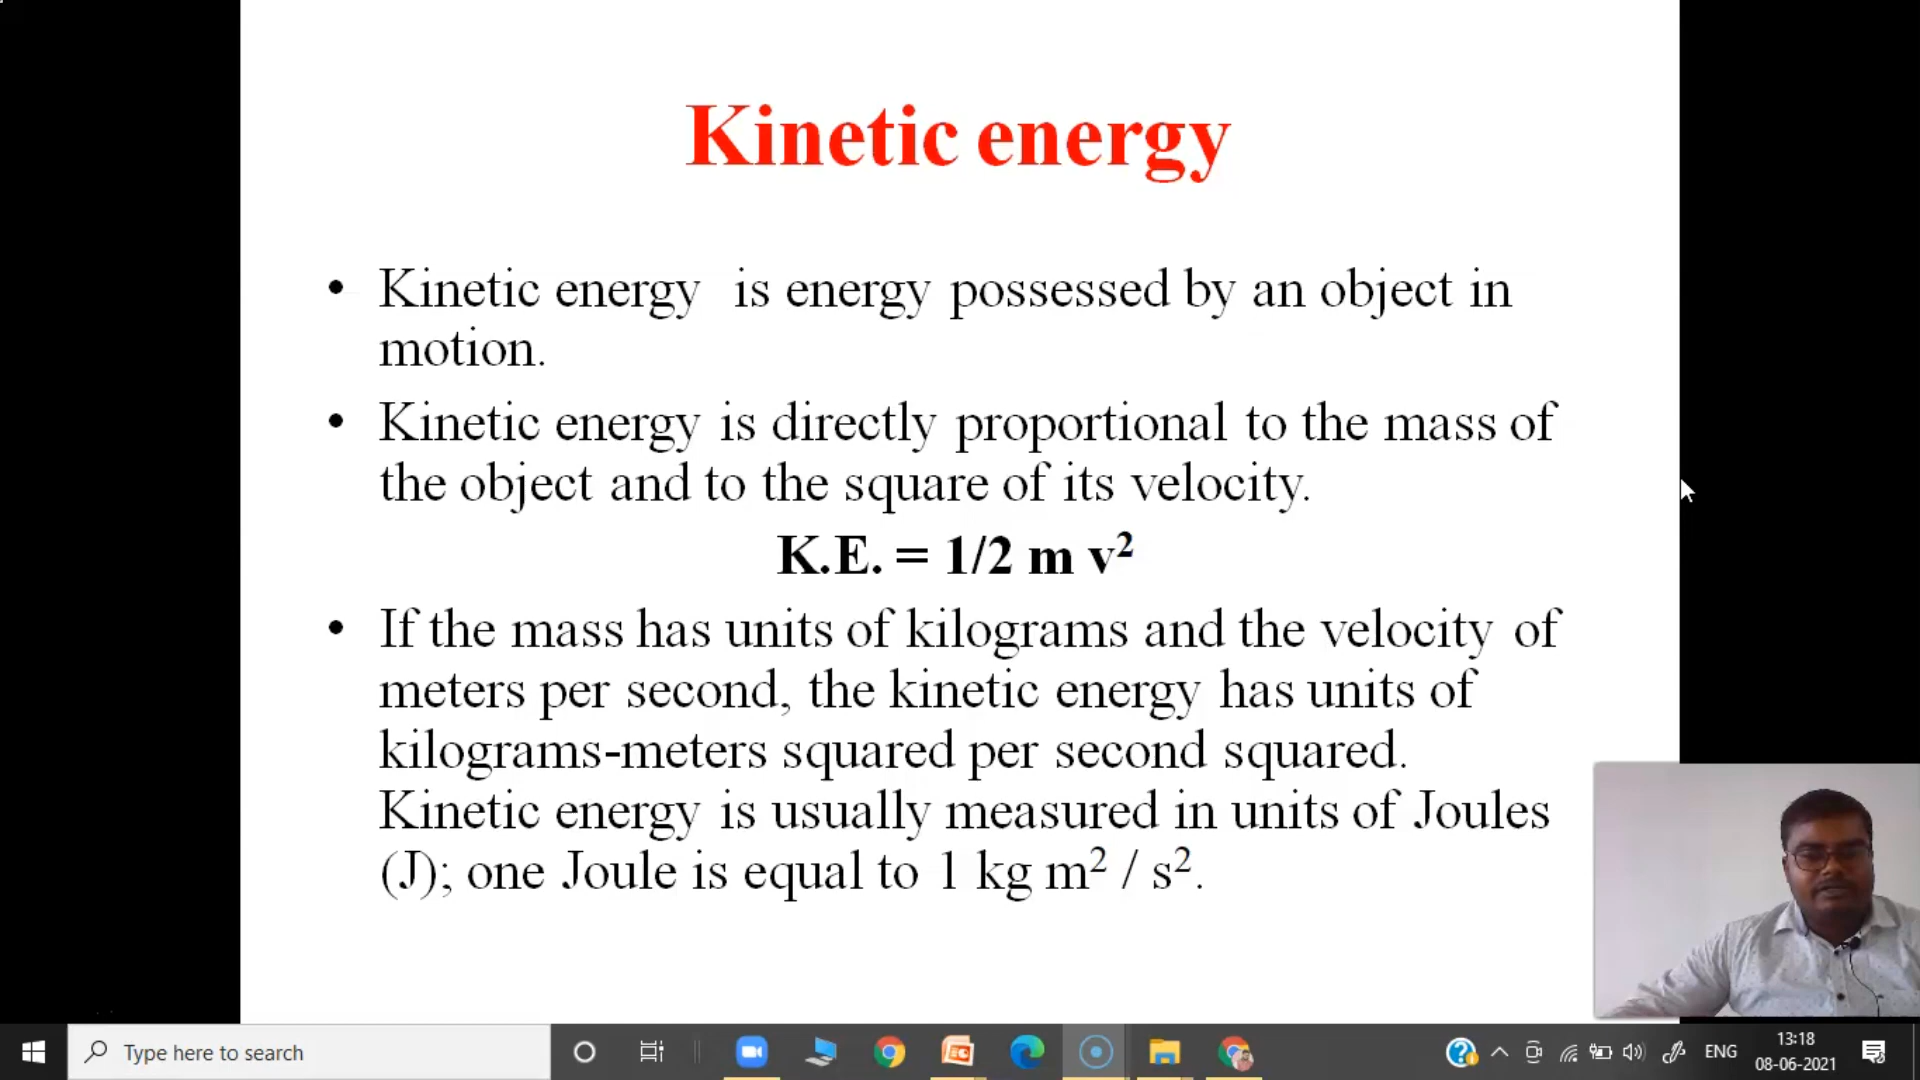 Kinetic energy
• Kinetic energy is energy possessed by an object in
motion.
• Kinetic energy is directly proportional to the mass of
the object and to the square of its velocity.
K.E. = 1/2 m v²
• If the mass has units of kilograms and the velocity of
meters per second, the kinetic energy has units of
kilograms-meters squared per second squared.
Kinetic energy is usually measured in units of Joules
(J); one Joule is equal to 1 kg m² / s².
Type here to search
ENG
13:18
08-06-2021